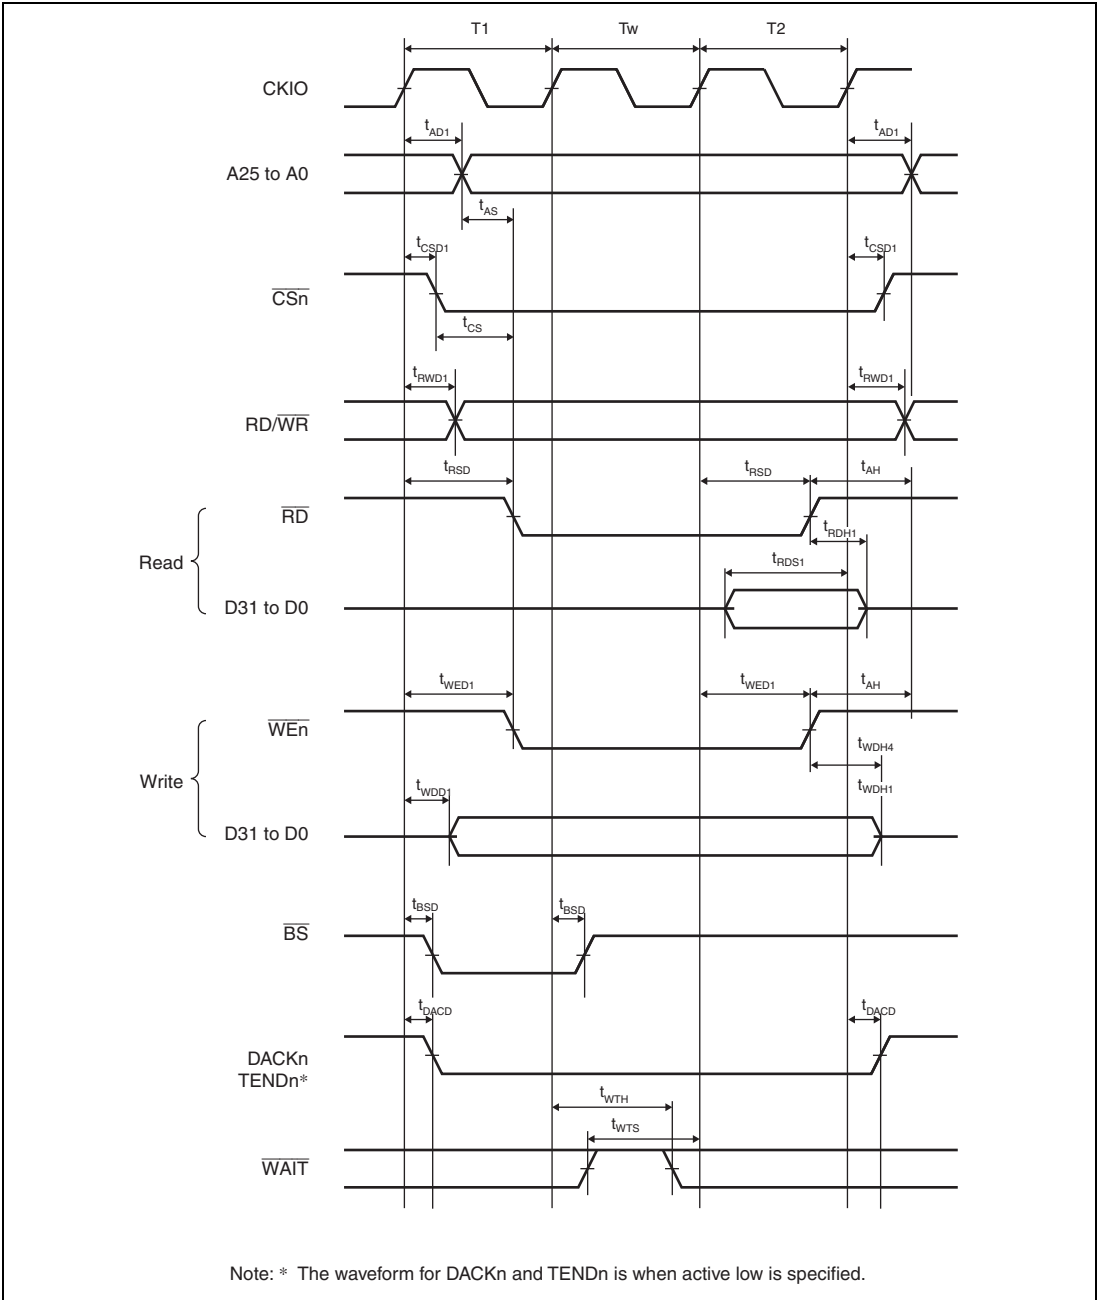 T1 Tw T2
CKIO
tAD1 tAD1
A25 to A0
tAS
tCSD1 tCSD1
CSn
tCS
tRWD1 tRWD1
RD/WR
tRSD tRSD tAH
RD
tRDH1
Read
tRDS1
D31 to D0
tWED1 tWED1 tAH
WEn
tWDH4
Write
tWDD1 tWDH1
D31 to D0
tBSD tBSD
BS
tDACD tDACD
DACKn
TENDn*
tWTH
tWTS
WAIT
Note: * The waveform for DACKn and TENDn is when active low is specified.